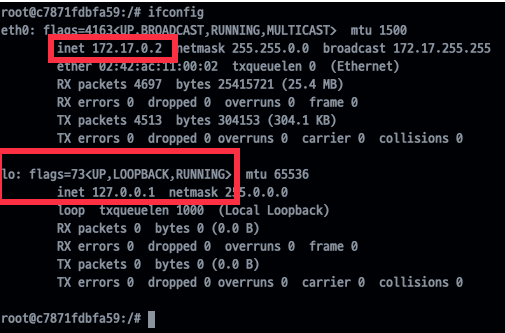 root@c7871fdbfa59:/# ifconfig
eth0: flags=4163<UP,BROADCAST,RUNNING,MULTICAST>  mtu 1500
        inet 172.17.0.2  netmask 255.255.0.0  broadcast 172.17.255.255
        ether 02:42:ac:11:00:02  txqueuelen 0  (Ethernet)
        RX packets 4697  bytes 25415721 (25.4 MB)
        RX errors 0  dropped 0  overruns 0  frame 0
        TX packets 4513  bytes 304153 (304.1 KB)
        TX errors 0  dropped 0 overruns 0  carrier 0  collisions 0
lo: flags=73<UP,LOOPBACK,RUNNING>  mtu 65536
        inet 127.0.0.1  netmask 255.0.0.0
        loop  txqueuelen 1000  (Local Loopback)
        RX packets 0  bytes 0 (0.0 B)
        RX errors 0  dropped 0  overruns 0  frame 0
        TX packets 0  bytes 0 (0.0 B)
        TX errors 0  dropped 0 overruns 0  carrier 0  collisions 0
root@c7871fdbfa59:/#